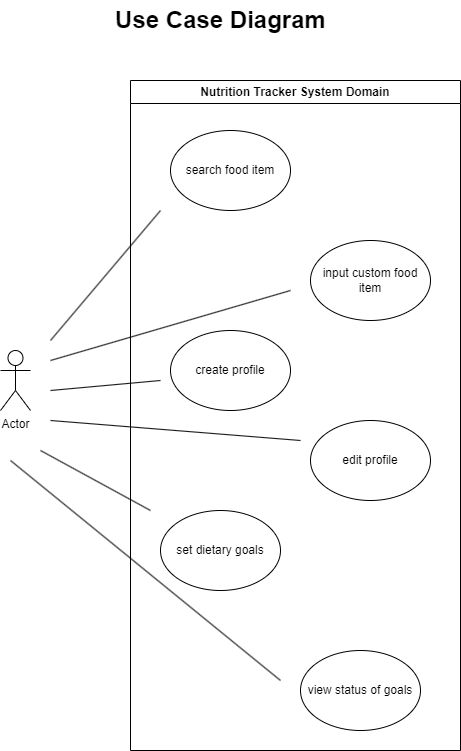 Use Case Diagram
Nutrition Tracker System Domain
search food item
input custom food
item
create profile
Actor
edit profile
set dietary goals
view status of goals